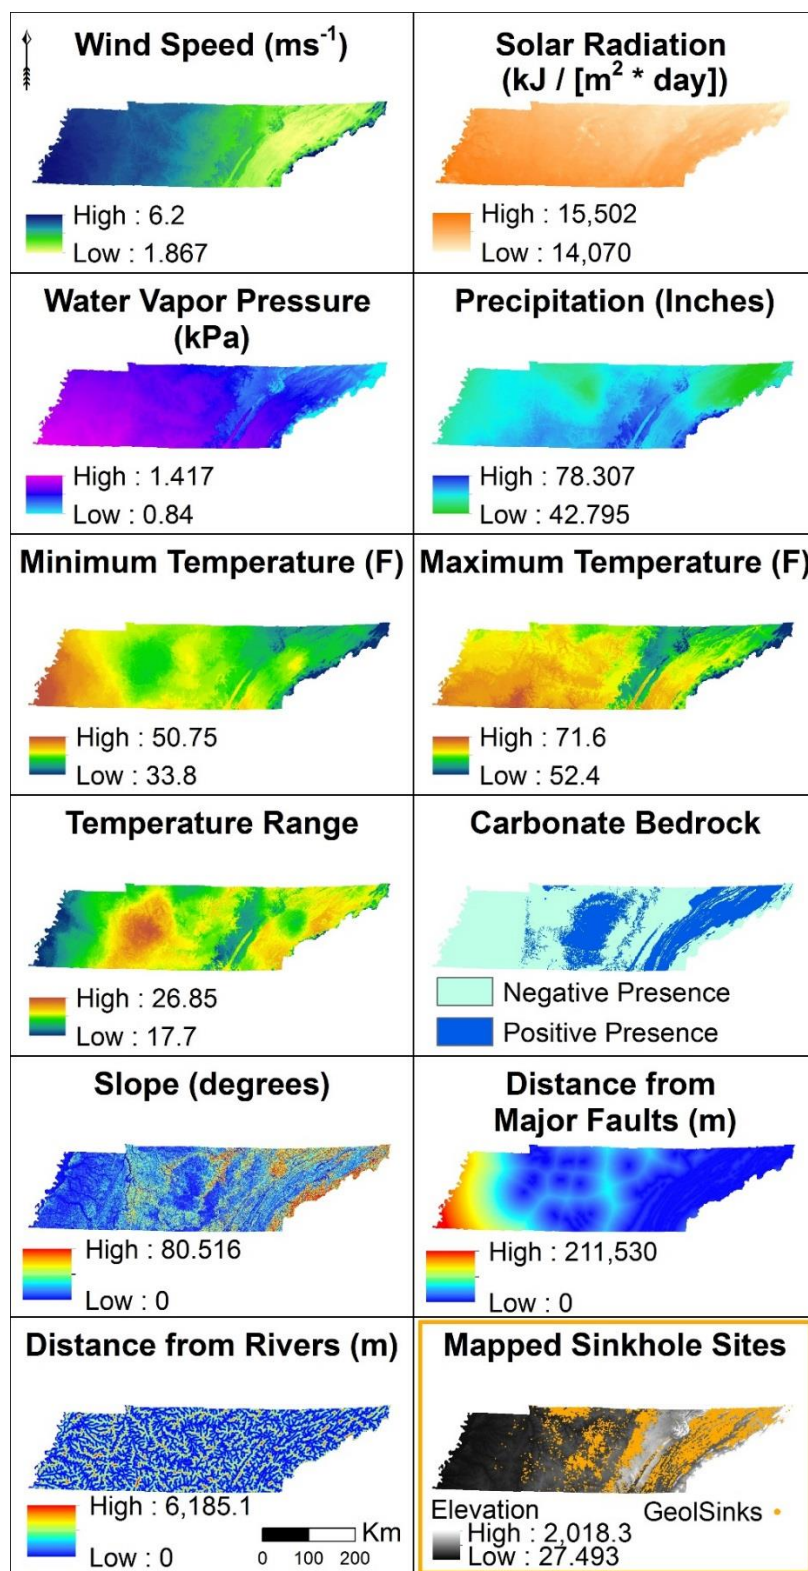 Wind Speed (ms⁻¹)
High : 6.2
Low : 1.867
Solar Radiation
(kJ / [m² * day])
High : 15,502
Low : 14,070
Water Vapor Pressure
(kPa)
High : 1.417
Low : 0.84
Precipitation (Inches)
High : 78.307
Low : 42.795
Minimum Temperature (F)
High : 50.75
Low : 33.8
Maximum Temperature (F)
High : 71.6
Low : 52.4
Temperature Range
High : 26.85
Low : 17.7
Carbonate Bedrock
Negative Presence
Positive Presence
Slope (degrees)
High : 80.516
Low : 0
Distance from
Major Faults (m)
High : 211,530
Low : 0
Distance from Rivers (m)
High : 6,185.1
Low : 0
Km
0 100 200
Mapped Sinkhole Sites
Elevation
High : 2,018.3
Low : 27.493
GeolSinks